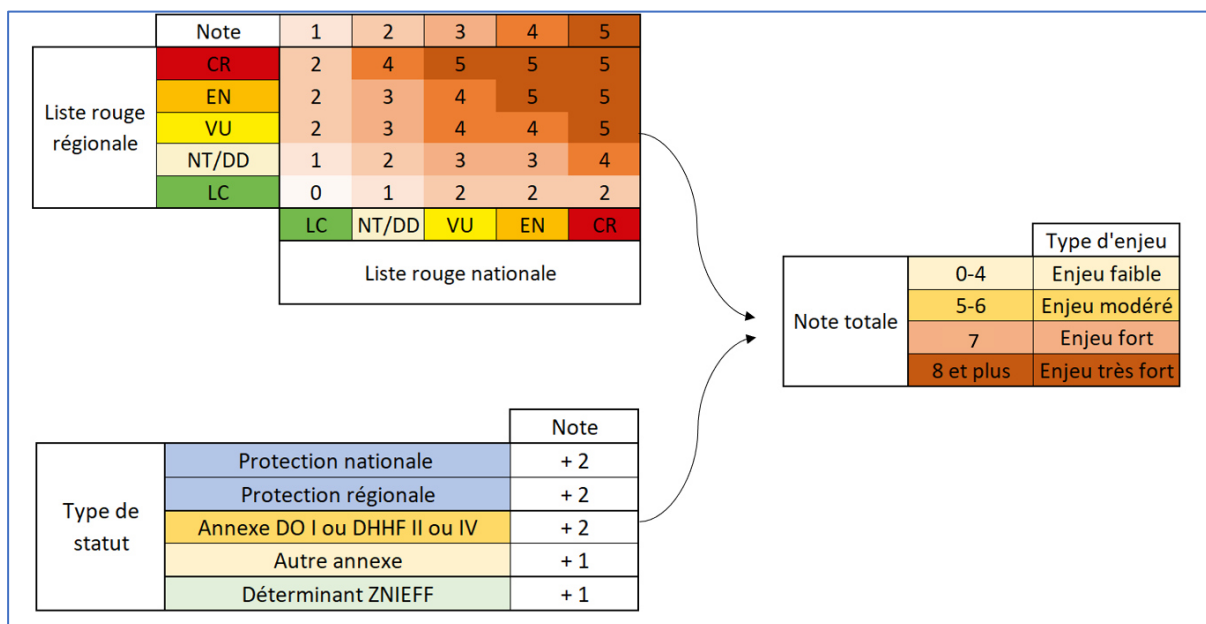 Note 1 2 3 4 5
Liste rouge régionale
CR 2 4 5 5 5
EN 2 3 4 5 5
VU 2 3 4 4 5
NT/DD 1 2 3 3 4
LC 0 1 2 2 2
LC NT/DD VU EN CR
Liste rouge nationale
Type d'enjeu
Note totale
0-4 Enjeu faible
5-6 Enjeu modéré
7 Enjeu fort
8 et plus Enjeu très fort
Note
Type de statut
Protection nationale + 2
Protection régionale + 2
Annexe DO I ou DHHF II ou IV + 2
Autre annexe + 1
Déterminant ZNIEFF + 1